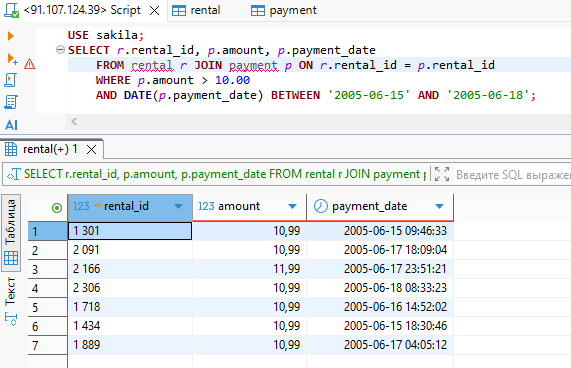 <91.107.124.39> Script rental payment
USE sakila;
SELECT r.rental_id, p.amount, p.payment_date
FROM rental r JOIN payment p ON r.rental_id = p.rental_id
WHERE p.amount > 10.00
AND DATE(p.payment_date) BETWEEN '2005-06-15' AND '2005-06-18';
AI
rental(+) 1
SELECT r.rental_id, p.amount, p.payment_date FROM rental r JOIN payment Введите SQL выражен
Таблица
Текст
123 rental_id 123 amount payment_date
1 1 301 10,99 2005-06-15 09:46:33
2 2 091 10,99 2005-06-17 18:09:04
3 2 166 11,99 2005-06-17 23:51:21
4 2 306 10,99 2005-06-18 08:33:23
5 1 718 10,99 2005-06-16 14:52:02
6 1 434 10,99 2005-06-15 18:30:46
7 1 889 10,99 2005-06-17 04:05:12